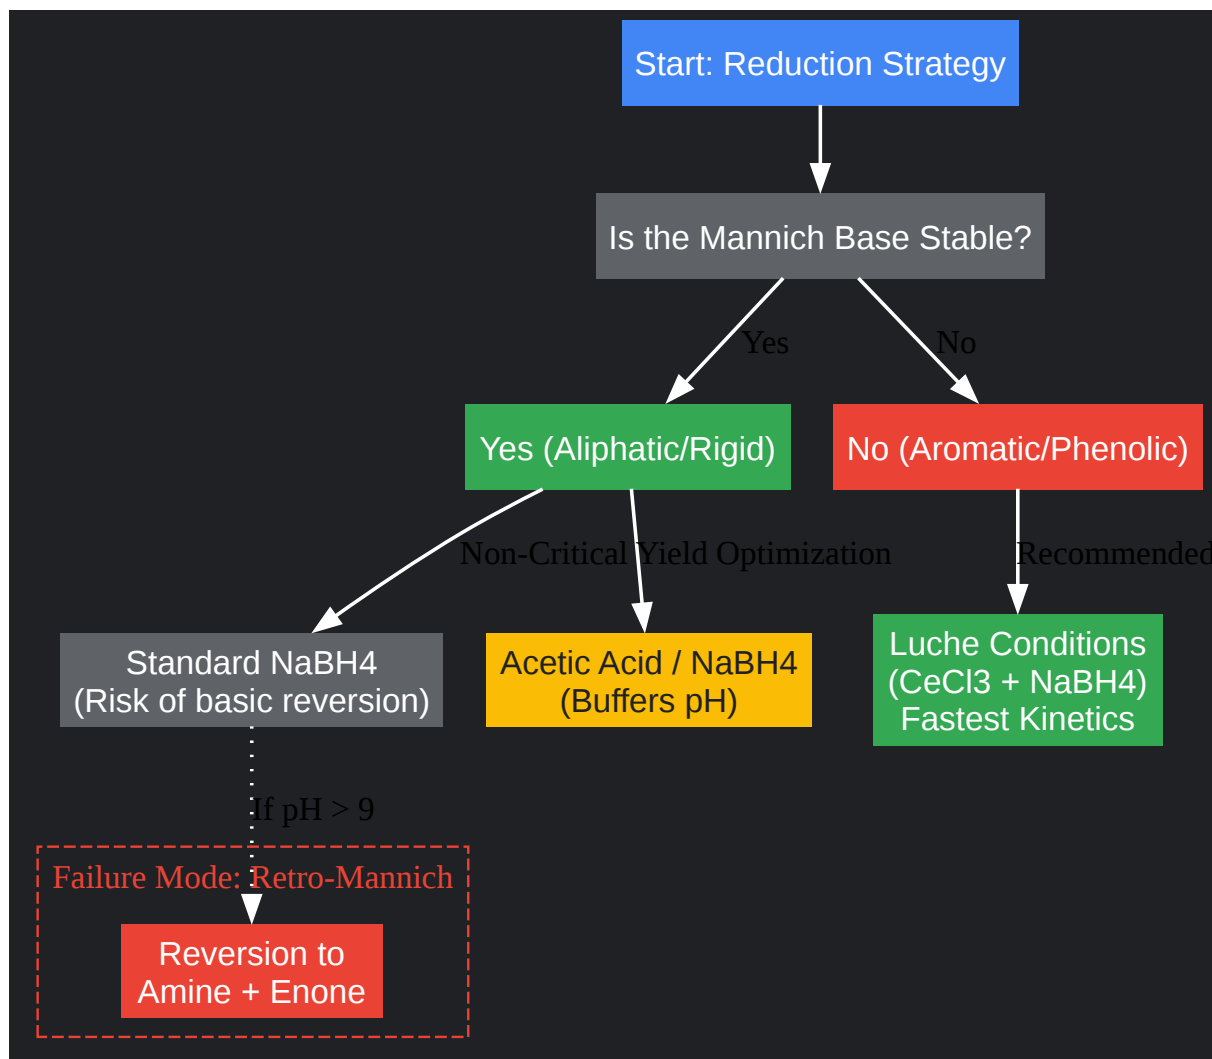 Start: Reduction Strategy
Is the Mannich Base Stable?
Yes
No
Yes (Aliphatic/Rigid)
No (Aromatic/Phenolic)
Non-Critical
Yield Optimization
Recommended
Standard NaBH4
(Risk of basic reversion)
Acetic Acid / NaBH4
(Buffers pH)
Luche Conditions
(CeCl3 + NaBH4)
Fastest Kinetics
If pH > 9
Failure Mode: Retro-Mannich
Reversion to
Amine + Enone